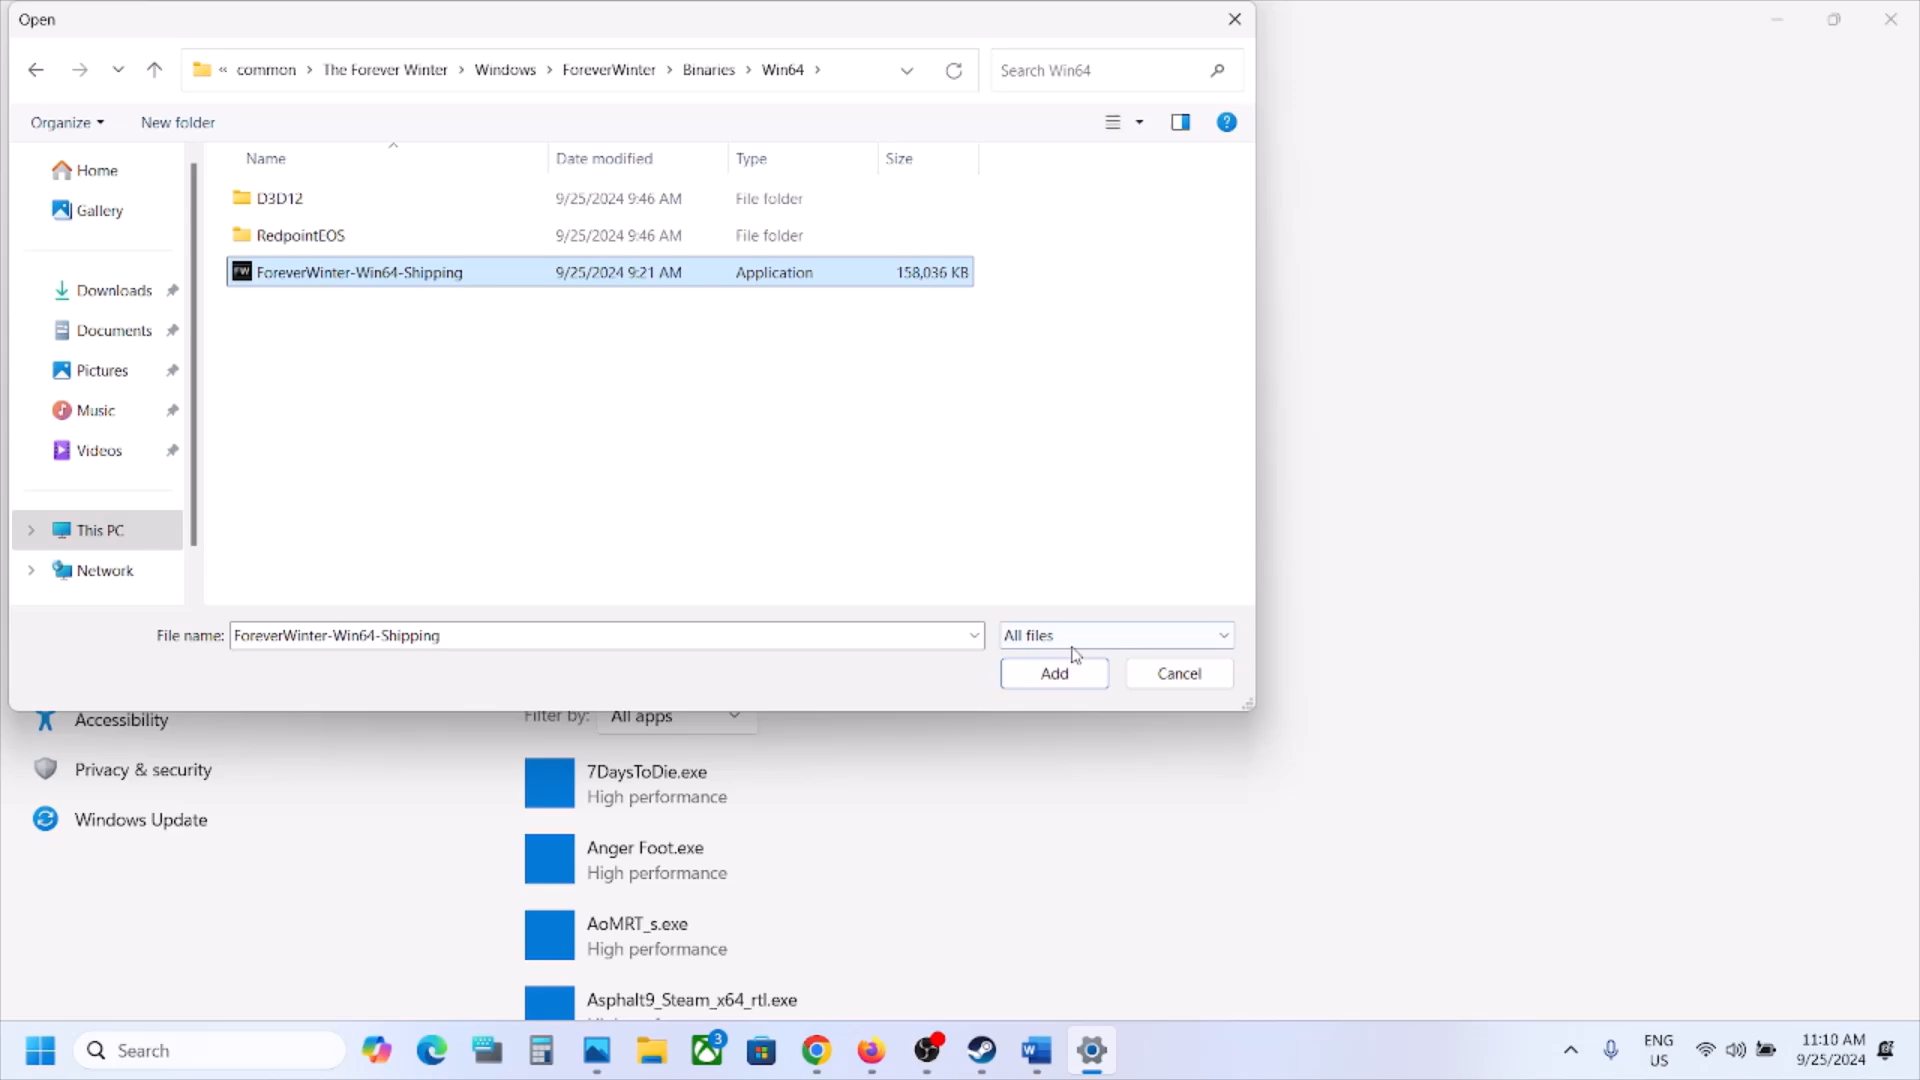 Open
« common > The Forever Winter > Windows > ForeverWinter > Binaries > Win64 >
Search Win64
Organize
New folder
Home
Gallery
Downloads
Documents
Pictures
Music
Videos
This PC
Network
Name Date modified Type Size
D3D12 9/25/2024 9:46 AM File folder
RedpointEOS 9/25/2024 9:46 AM File folder
FW ForeverWinter-Win64-Shipping 9/25/2024 9:21 AM Application 158,036 KB
File name: ForeverWinter-Win64-Shipping
All files
Add
Cancel
Accessibility
Privacy & security
Windows Update
Filter by: All apps
7DaysToDie.exe
High performance
Anger Foot.exe
High performance
AoMRT_s.exe
High performance
Asphalt9_Steam_x64_rtl.exe
Search
3
ENG
US
11:10 AM
9/25/2024